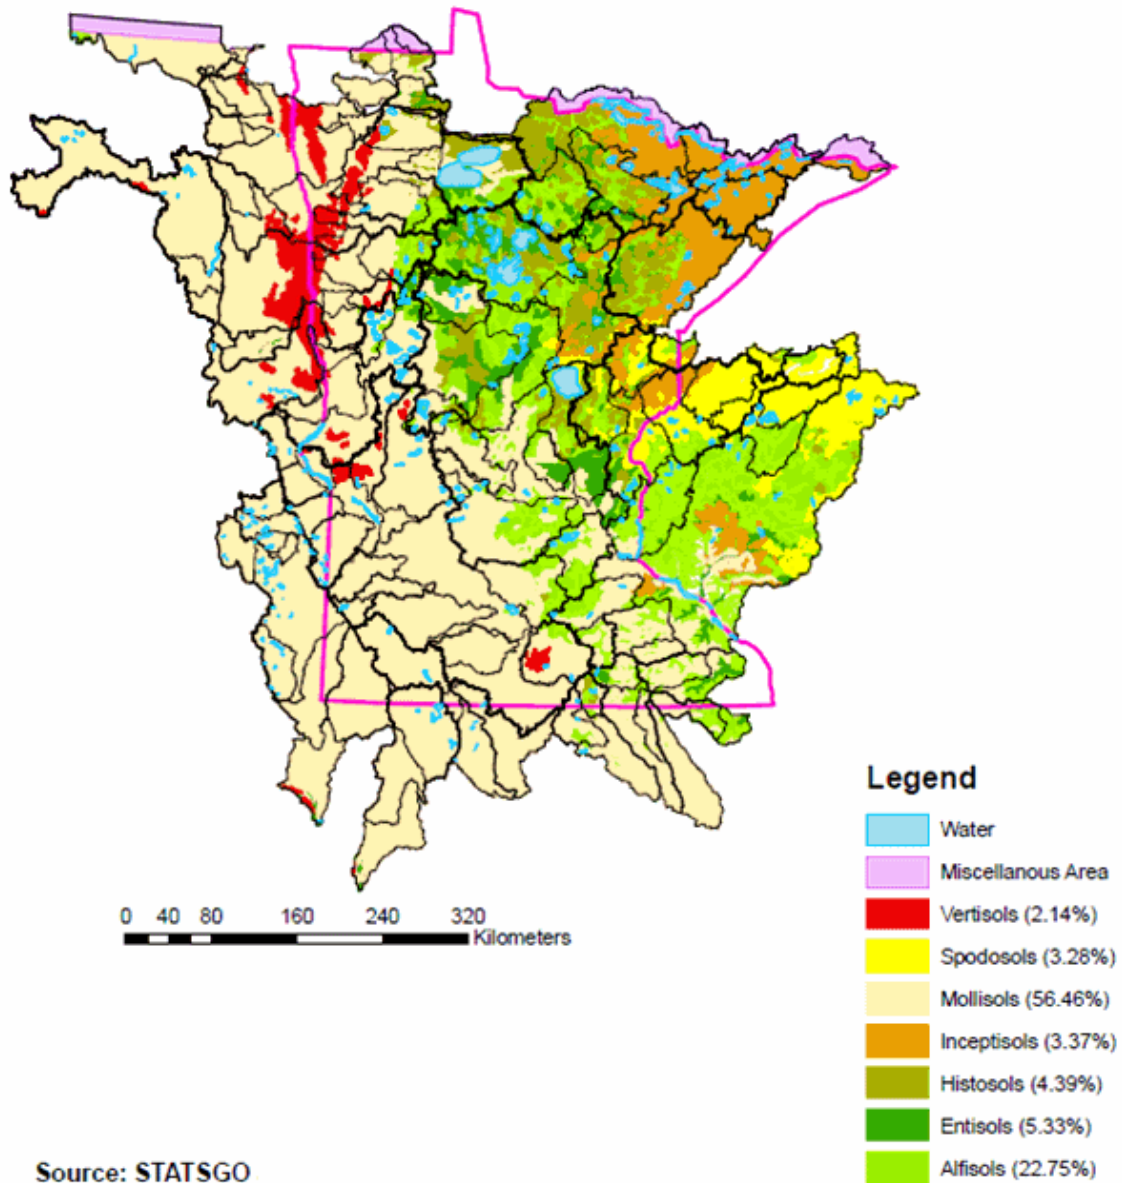 Legend
Water
Miscellanous Area
Vertisols (2.14%)
Spodosols (3.28%)
Mollisols (56.46%)
Inceptisols (3.37%)
Histosols (4.39%)
Entisols (5.33%)
Alfisols (22.75%)
0 40 80 160 240 320
Kilometers
Source: STATSGO